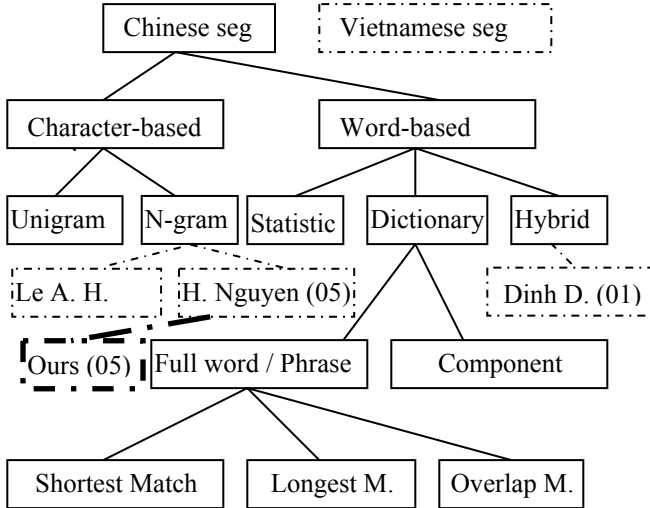 Chinese seg
Vietnamese seg
Character-based
Word-based
Unigram
N-gram
Statistic
Dictionary
Hybrid
Le A. H.
H. Nguyen (05)
Dinh D. (01)
Ours (05)
Full word / Phrase
Component
Shortest Match
Longest M.
Overlap M.